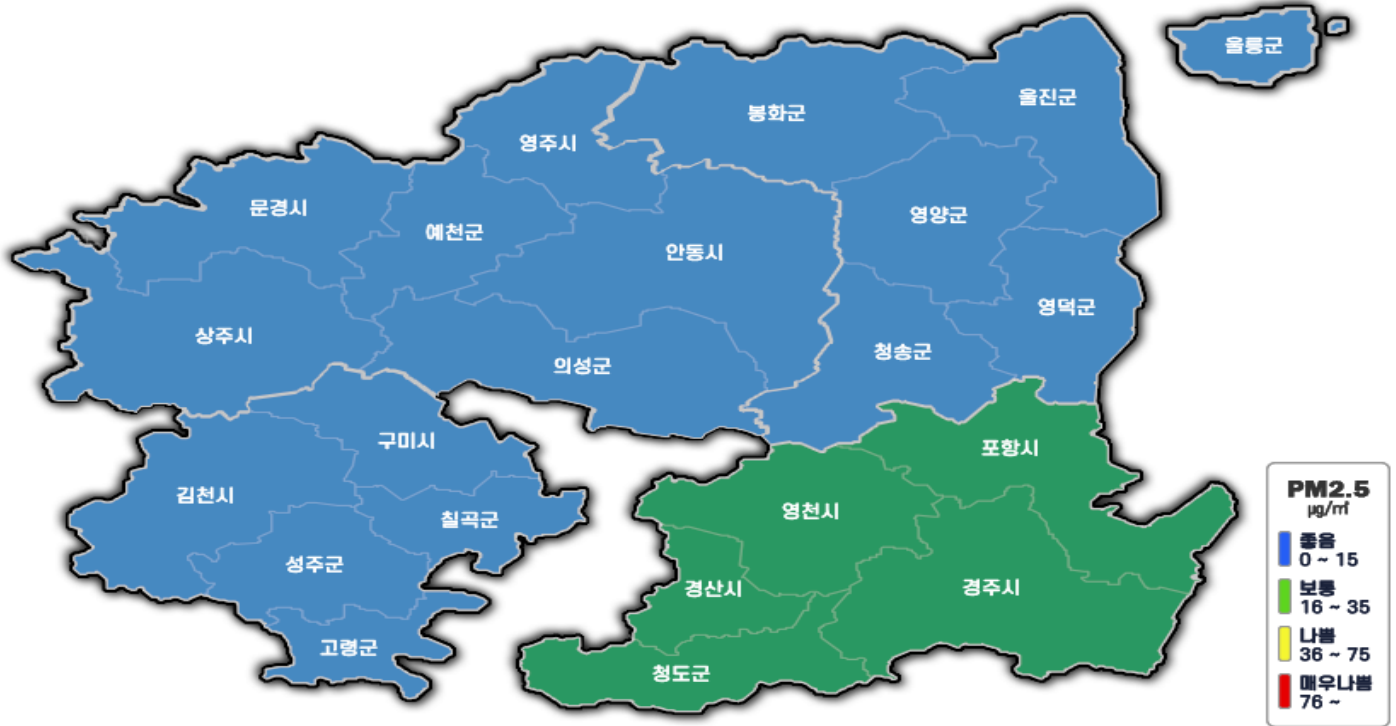 울릉군
울진군
봉화군
영주시
문경시
예천군
영양군
안동시
영덕군
상주시
청송군
의성군
구미시
포항시
김천시
영천시
칠곡군
성주군
경산시
경주시
고령군
청도군
PM2.5
㎍/㎥
좋음
0 ~ 15
보통
16 ~ 35
나쁨
36 ~ 75
매우나쁨
76 ~